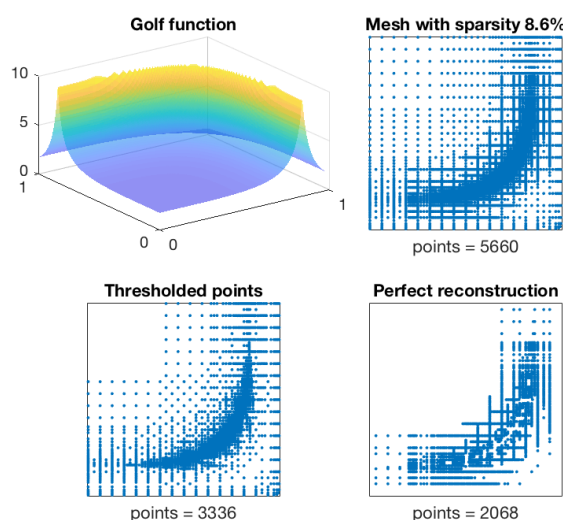 Golf function
10
5
0
1
0
0
1
Mesh with sparsity 8.6%
points = 5660
Thresholded points
points = 3336
Perfect reconstruction
points = 2068